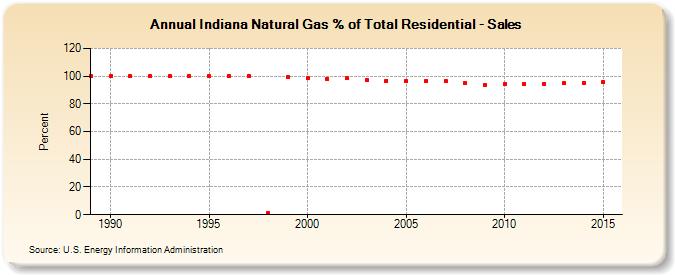 Annual Indiana Natural Gas % of Total Residential - Sales
Percent
120
100
80
60
40
20
0
1990 1995 2000 2005 2010 2015
Source: U.S. Energy Information Administration